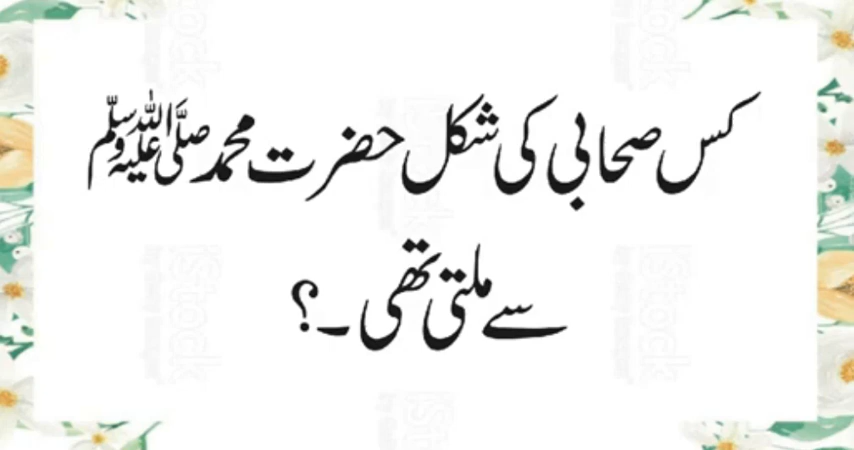 کس صحابی کی شکل حضرت محمد صلی اللہ علیہ وسلم
سے ملتی تھی ۔؟